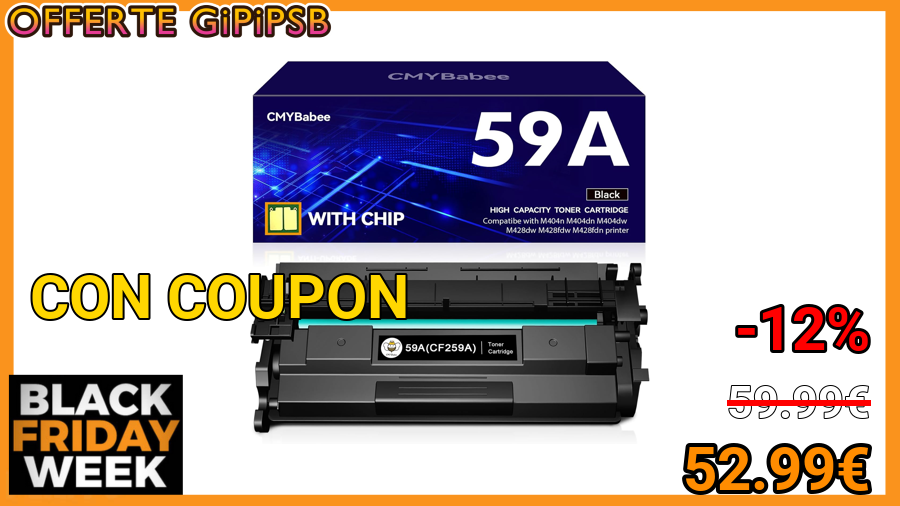 OFFERTE GiPiPSB
CMYBabee
CMYBabee
59A
Black
HIGH CAPACITY TONER CARTRIDGE
Compatibe with M404n M404dn M404dw
M428dw M428fdw M428fdn printer
WITH CHIP
CON COUPON
59A(CF259A)
Toner
Cartridge
-12%
59.99€
52.99€
BLACK
FRIDAY
WEEK